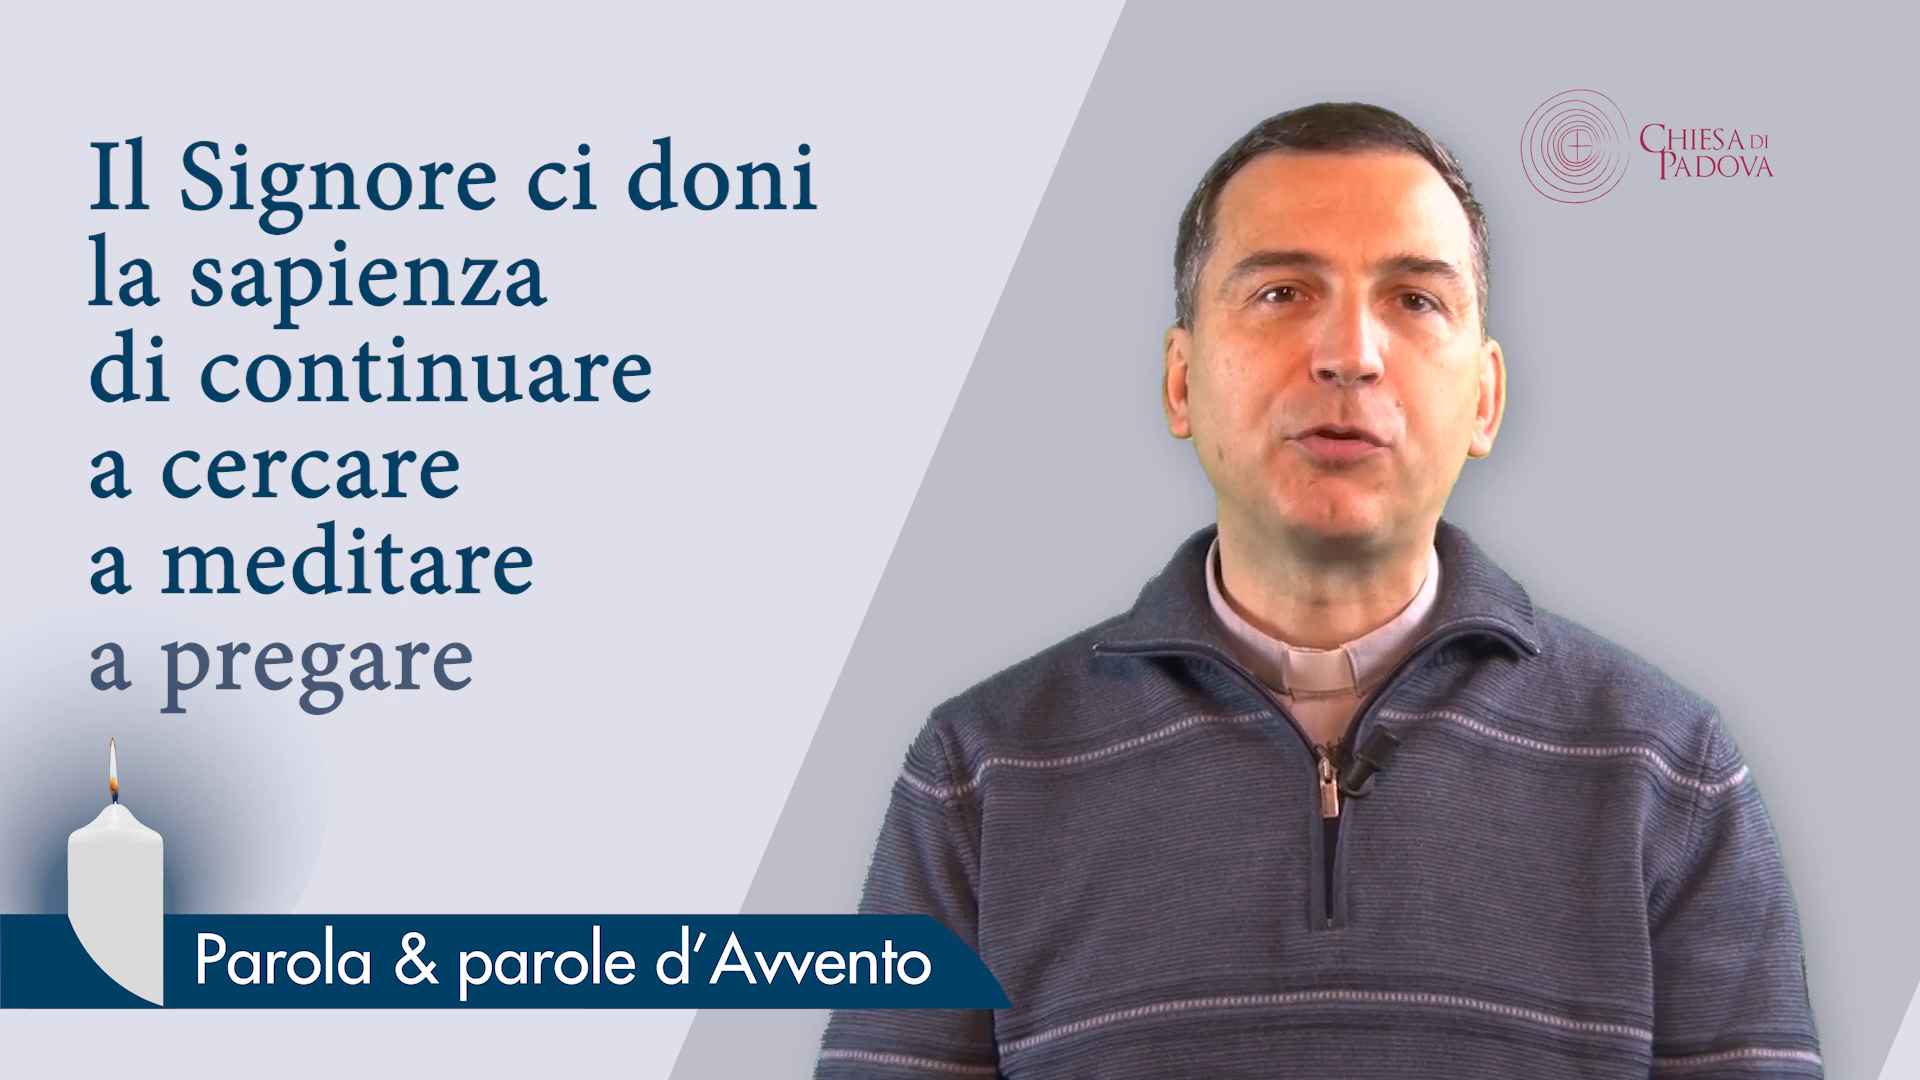 Il Signore ci doni
la sapienza
di continuare
a cercare
a meditare
a pregare
CHIESA DI
PADOVA
Parola & parole d'Avvento